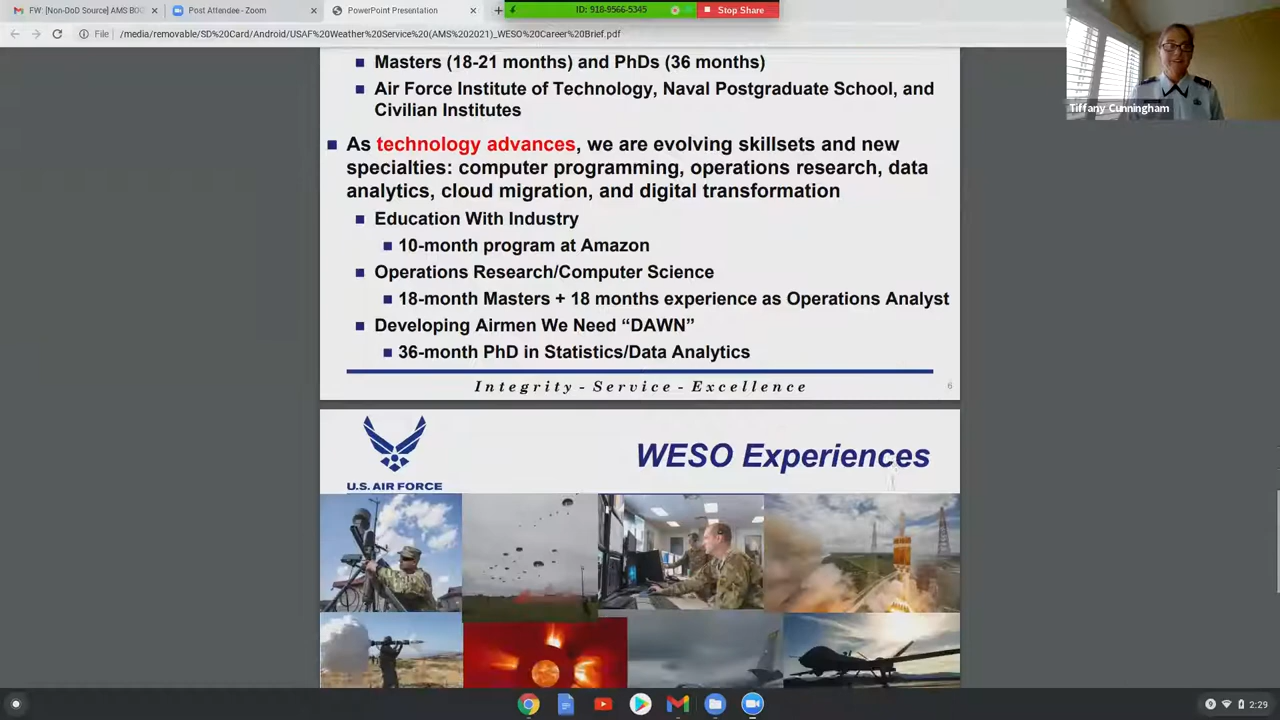 FW: [Non-DoD Source] AMS BOO
Post Attendee - Zoom
PowerPoint Presentation
ID: 918-9566-5345
Stop Share
File
/media/removable/SD%20Card/Android/USAF%20Weather%20Service%20(AMS%202021)_WESO%20Career%20Brief.pdf
Tiffany Cunningham
Masters (18-21 months) and PhDs (36 months)
Air Force Institute of Technology, Naval Postgraduate School, and
Civilian Institutes
As technology advances, we are evolving skillsets and new
specialties: computer programming, operations research, data
analytics, cloud migration, and digital transformation
Education With Industry
10-month program at Amazon
Operations Research/Computer Science
18-month Masters + 18 months experience as Operations Analyst
Developing Airmen We Need “DAWN”
36-month PhD in Statistics/Data Analytics
Integrity - Service - Excellence
6
WESO Experiences
U.S. AIR FORCE
2:29